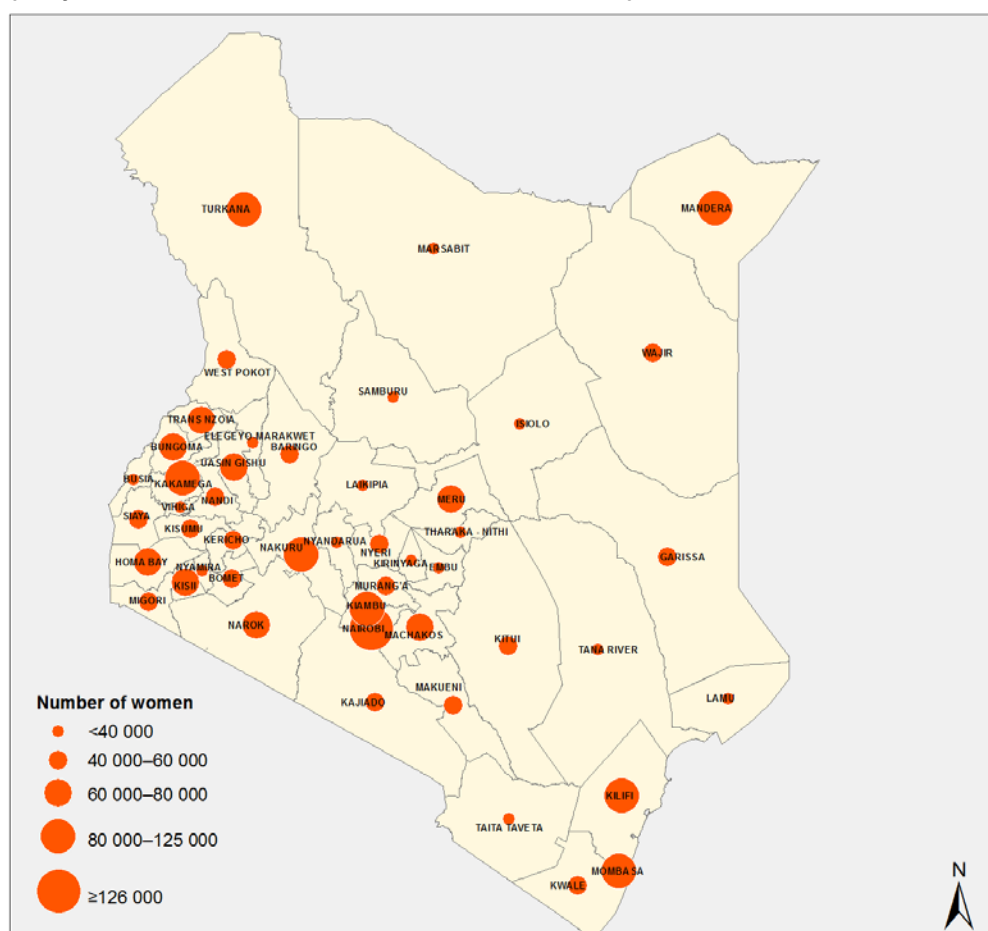 TURKANA
MANDERA
MARSABIT
WAJIR
WEST POKOT
SAMBURU
ISIOLO
TRANS NZOIA
ELEGEYO MARAKWET
BUNGOMA
BARINGO
UASIN GISHU
BUSIA
KAKAMEGA
LAIKIPIA
NANDI
MERU
VIHIGA
SIAYA
KISUMU
THARAKA - NITHI
KERICHO
NYANDARUA
NAKURU
NYERI
GARISSA
HOMA BAY
KIRINYAGA
EMBU
NYAMIRA
BOMET
KISII
MURANG'A
MIGORI
KIAMBU
NAROK
NAIROBI
MACHAKOS
KITUI
TANA RIVER
MAKUENI
KAJIADO
LAMU
Number of women
<40 000
40 000–60 000
60 000–80 000
80 000–125 000
≥126 000
KILIFI
TAITA TAVETA
MOMBASA
KWALE
N